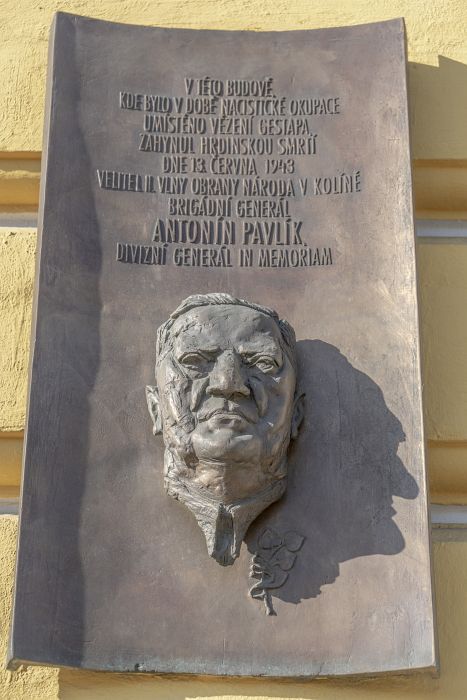 V TÉTO BUDOVĚ,
KDE BYLO V DOBĚ NACISTICKÉ OKUPACE
UMÍSTĚNO VĚZENÍ GESTAPA,
ZAHYNUL HRDINSKOU SMRTÍ
DNE 13. ČERVNA 1943
VELITEL II. VLNY OBRANY NÁRODA V KOLÍNĚ
BRIGÁDNÍ GENERÁL
ANTONÍN PAVLÍK,
DIVIZNÍ GENERÁL IN MEMORIAM